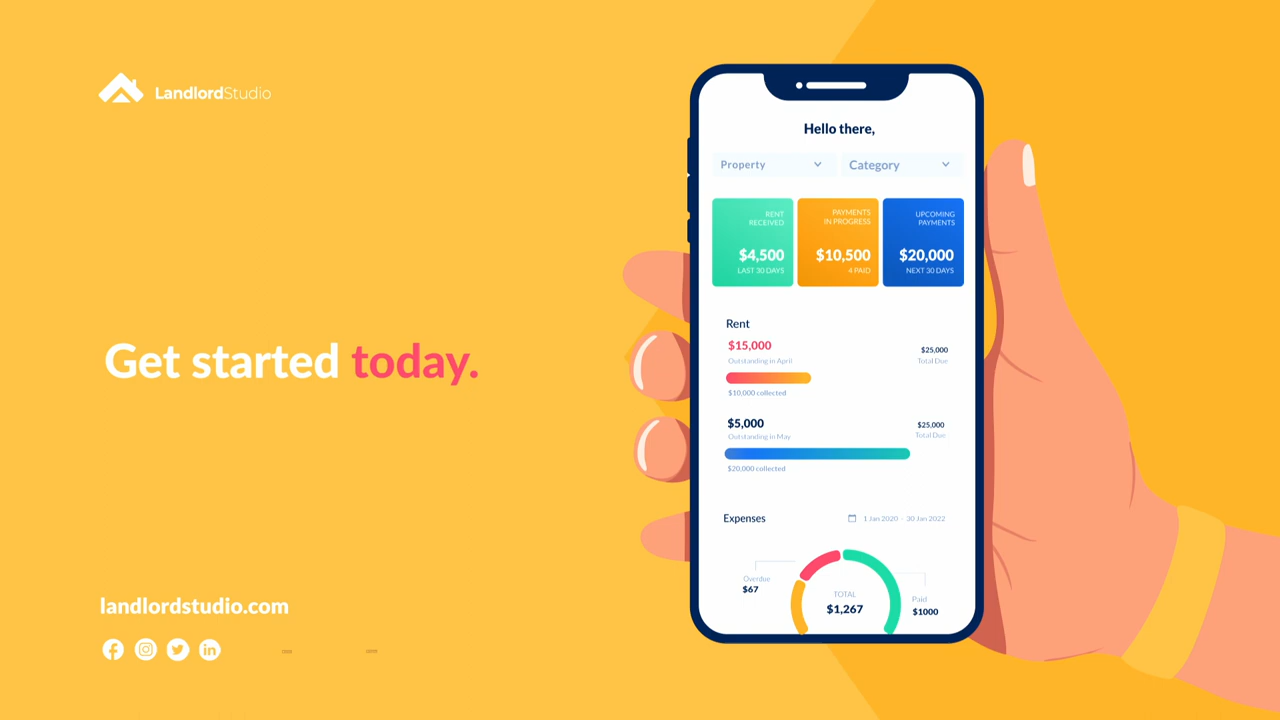 LandlordStudio
Get started today.
landlordstudio.com
Hello there,
Property
Category
RENT
RECEIVED
$4,500
LAST 30 DAYS
PAYMENTS
IN PROGRESS
$10,500
4 PAID
UPCOMING
PAYMENTS
$20,000
NEXT 30 DAYS
Rent
$15,000
Outstanding in April
$25,000
Total Due
$10,000 collected
$5,000
Outstanding in May
$25,000
Total Due
$20,000 collected
Expenses
1 Jan 2020 - 30 Jan 2022
Overdue
$67
TOTAL
$1,267
Paid
$1000